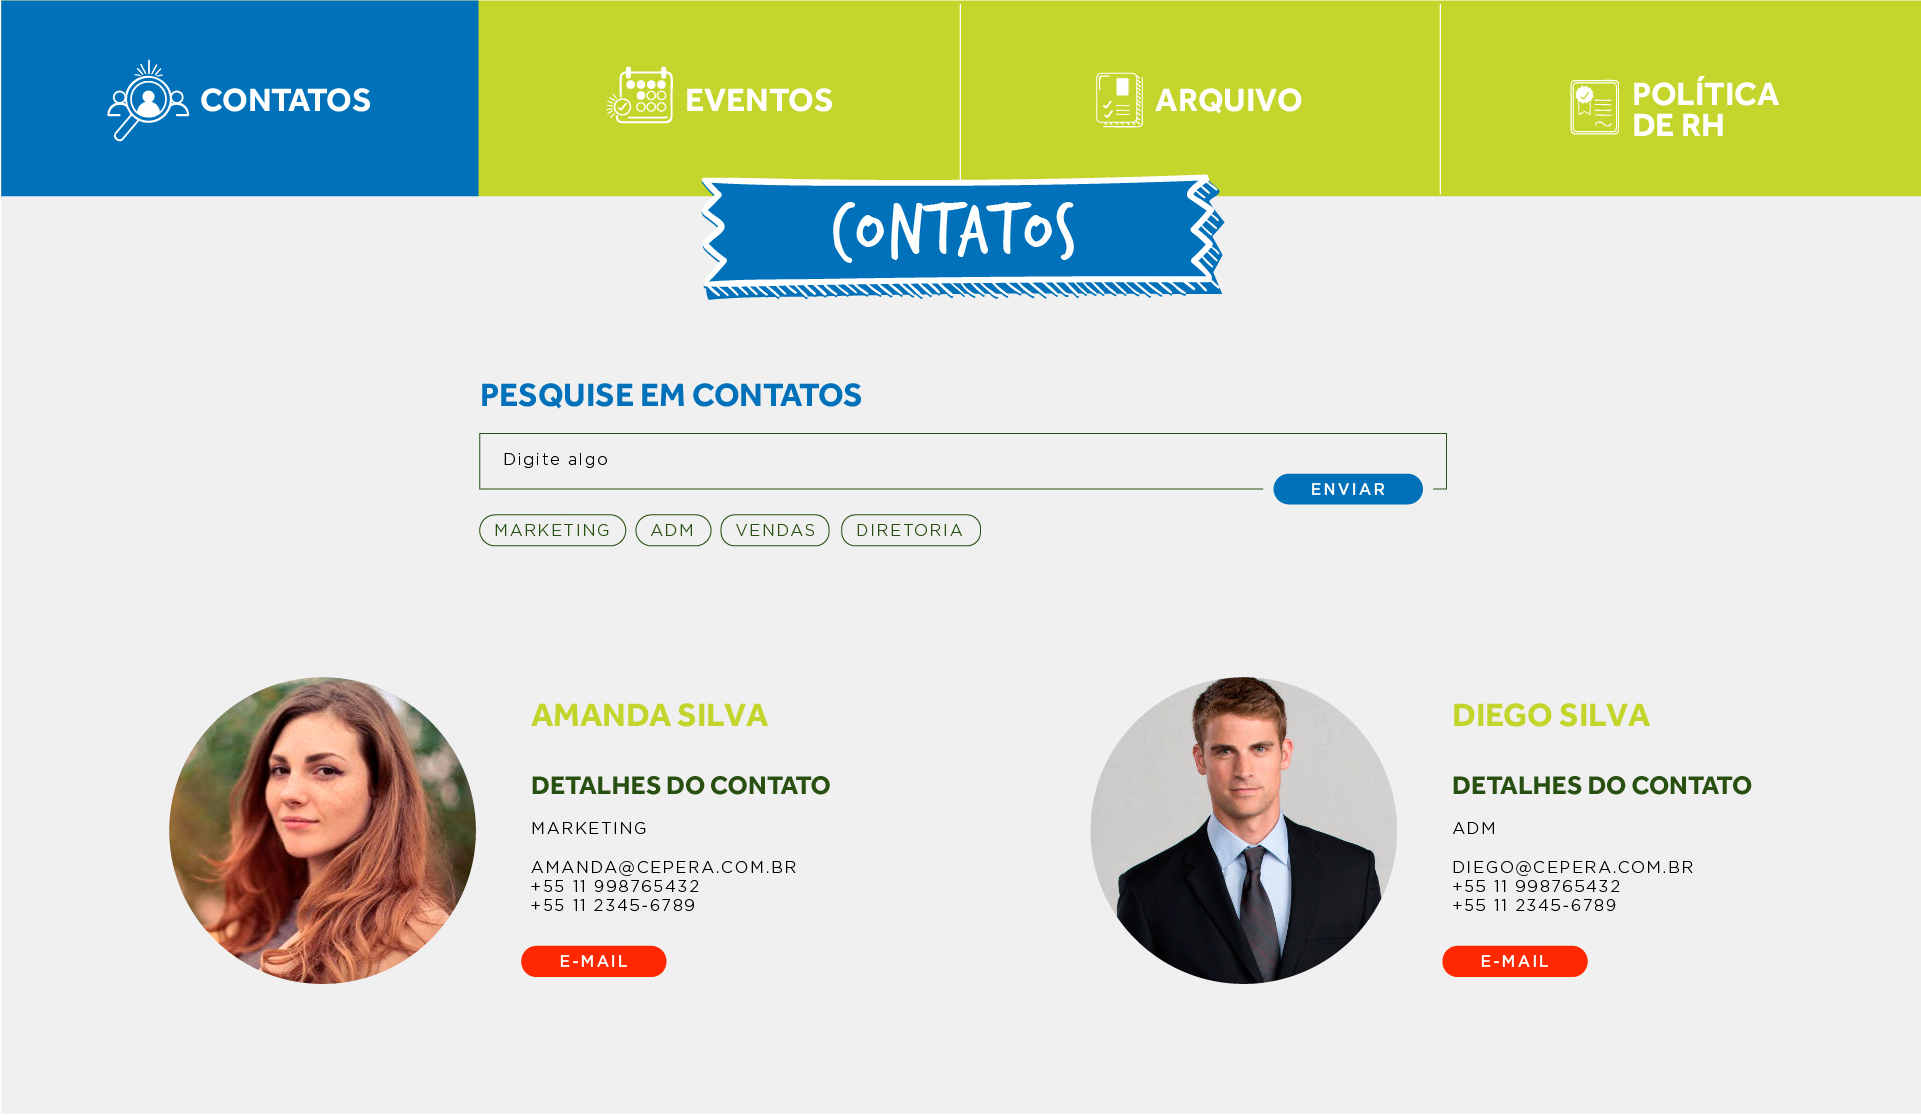 CONTATOS
EVENTOS
ARQUIVO
POLÍTICA
DE RH
CONTATOS
PESQUISE EM CONTATOS
Digite algo
ENVIAR
MARKETING
ADM
VENDAS
DIRETORIA
AMANDA SILVA
DETALHES DO CONTATO
MARKETING
AMANDA@CEPERA.COM.BR
+55 11 998765432
+55 11 2345-6789
E-MAIL
DIEGO SILVA
DETALHES DO CONTATO
ADM
DIEGO@CEPERA.COM.BR
+55 11 998765432
+55 11 2345-6789
E-MAIL